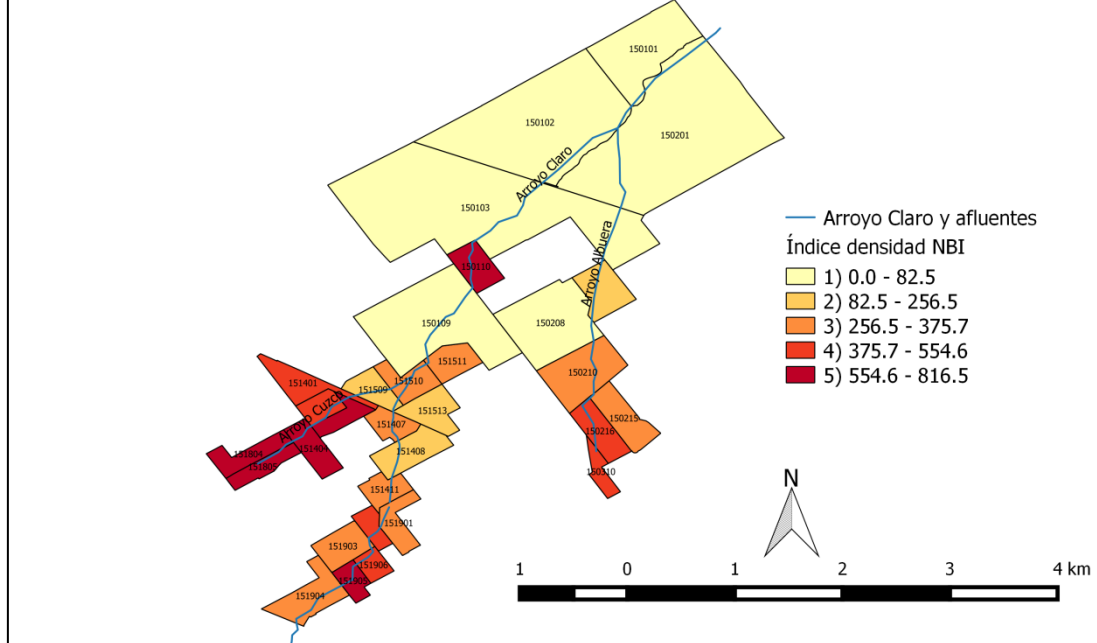 150101
150102
150201
Arroyo Claro
150103
Arroyo Claro y afluentes
Índice densidad NBI
150110
Arroyo Albuera
1) 0.0 - 82.5
2) 82.5 - 256.5
150109
150208
3) 256.5 - 375.7
4) 375.7 - 554.6
151511
5) 554.6 - 816.5
151401
151510
150210
151509
151513
Arroyo Cuzco
151407
150215
150216
151404
151408
151804
151805
150310
151411
N
151901
151903
151906
1 0 1 2 3 4 km
151905
151904